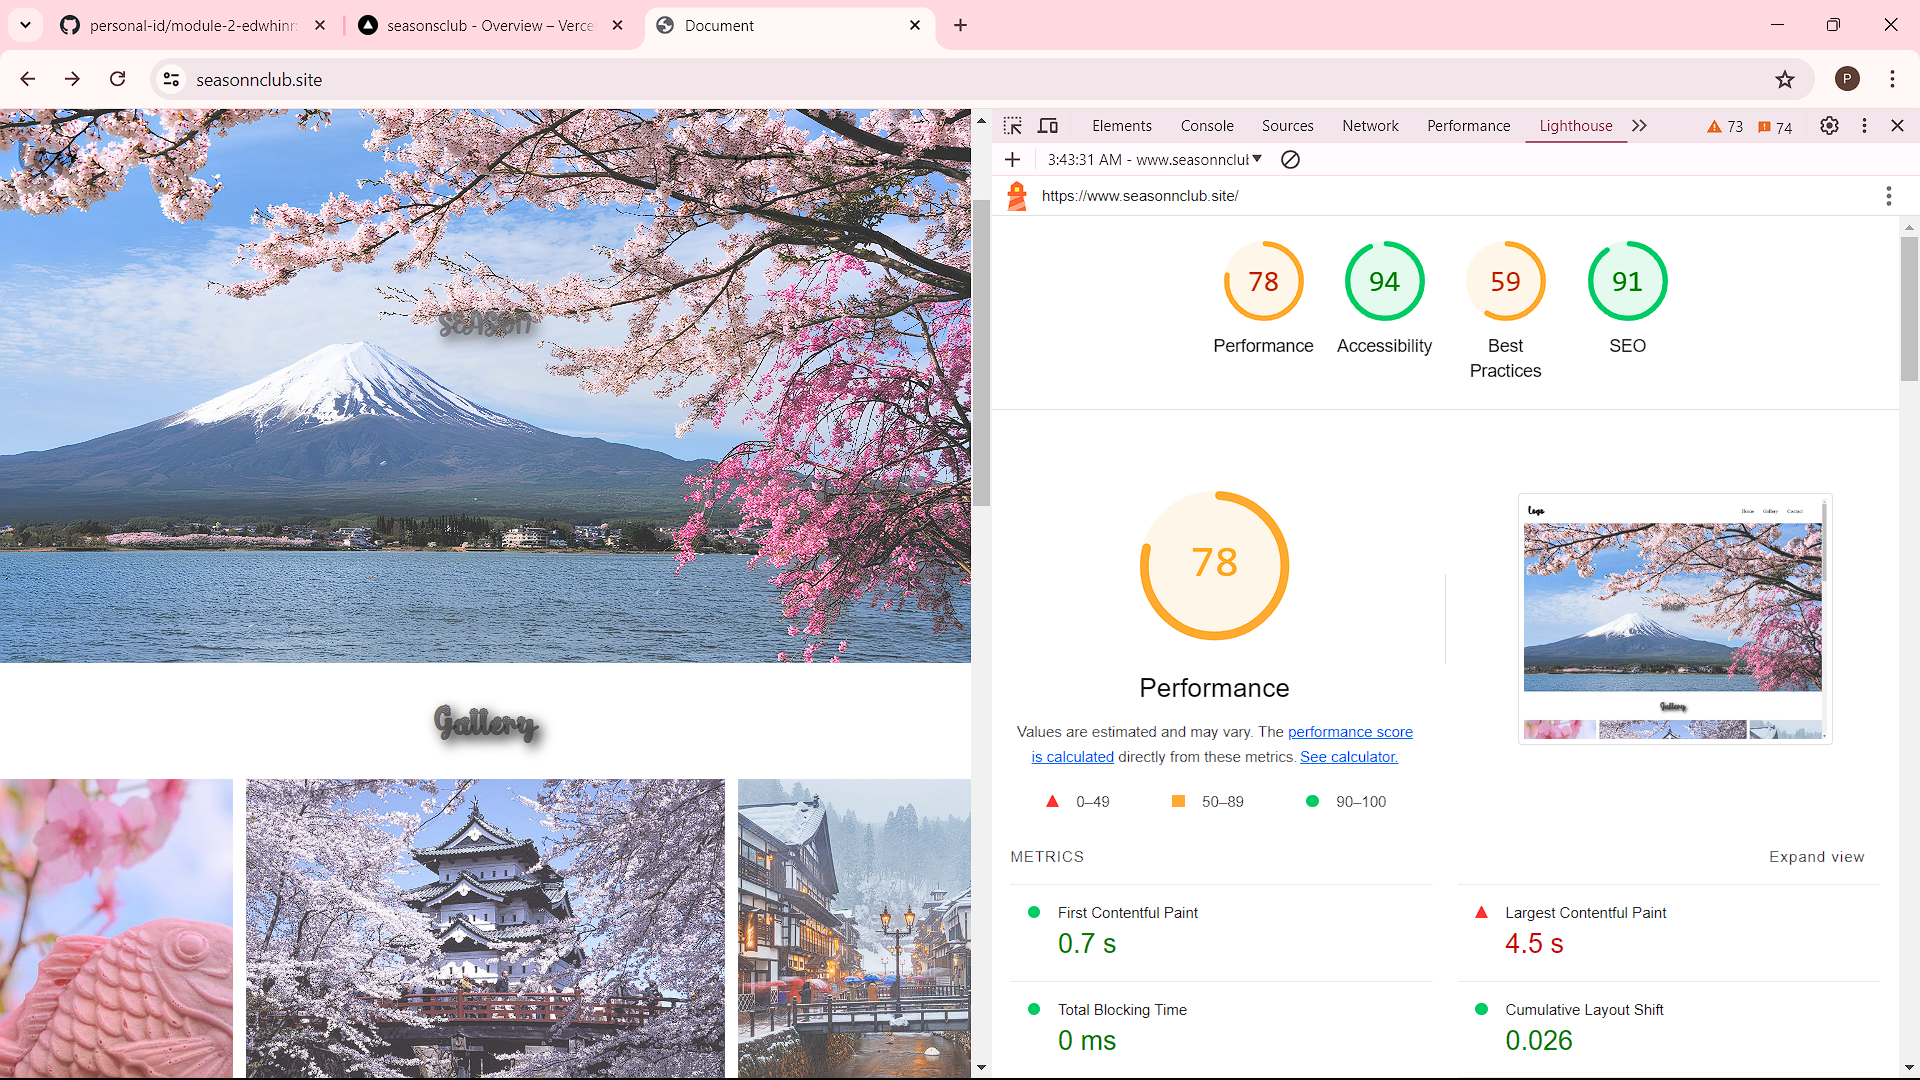 personal-id/module-2-edwhinr
seasonsclub - Overview – Verce
Document
seasonnclub.site
P
Elements
Console
Sources
Network
Performance
Lighthouse
73
74
3:43:31 AM - www.seasonnclub
https://www.seasonnclub.site/
78
94
59
91
Performance
Accessibility
Best
Practices
SEO
SEASON
Gallery
78
Performance
Values are estimated and may vary. The performance score
is calculated directly from these metrics. See calculator.
0–49
50–89
90–100
Logo
Home
Gallery
Contact
Gallery
METRICS
Expand view
First Contentful Paint
0.7 s
Largest Contentful Paint
4.5 s
Total Blocking Time
0 ms
Cumulative Layout Shift
0.026